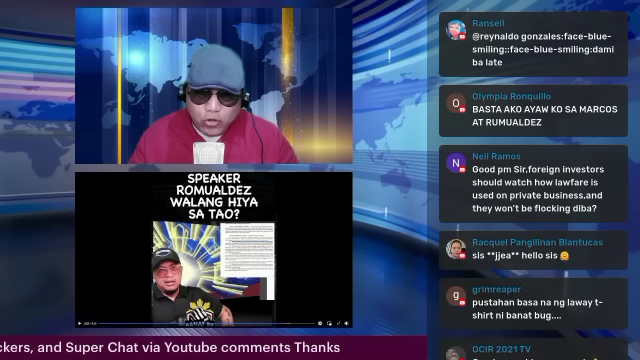 SPEAKER
ROMUALDEZ
WALANG HIYA
SA TAO?
Ranseil
@reynaldo gonzales:face-blue-
smiling::face-blue-smiling:dami
ba late
Olympia Ronquillo
BASTA AKO AYAW KO SA MARCOS
AT RUMUALDEZ
Neil Ramos
Good pm Sir,foreign investors
should watch how lawfare is
used on private business,and
they won't be flocking diba?
Racquel Pangilinan Blantucas
sis **jjea** hello sis 🤗
grimreaper
pustahan basa na ng laway t-
shirt ni banat bug....
OCIR 2021 TV
ckers, and Super Chat via Youtube comments Thanks